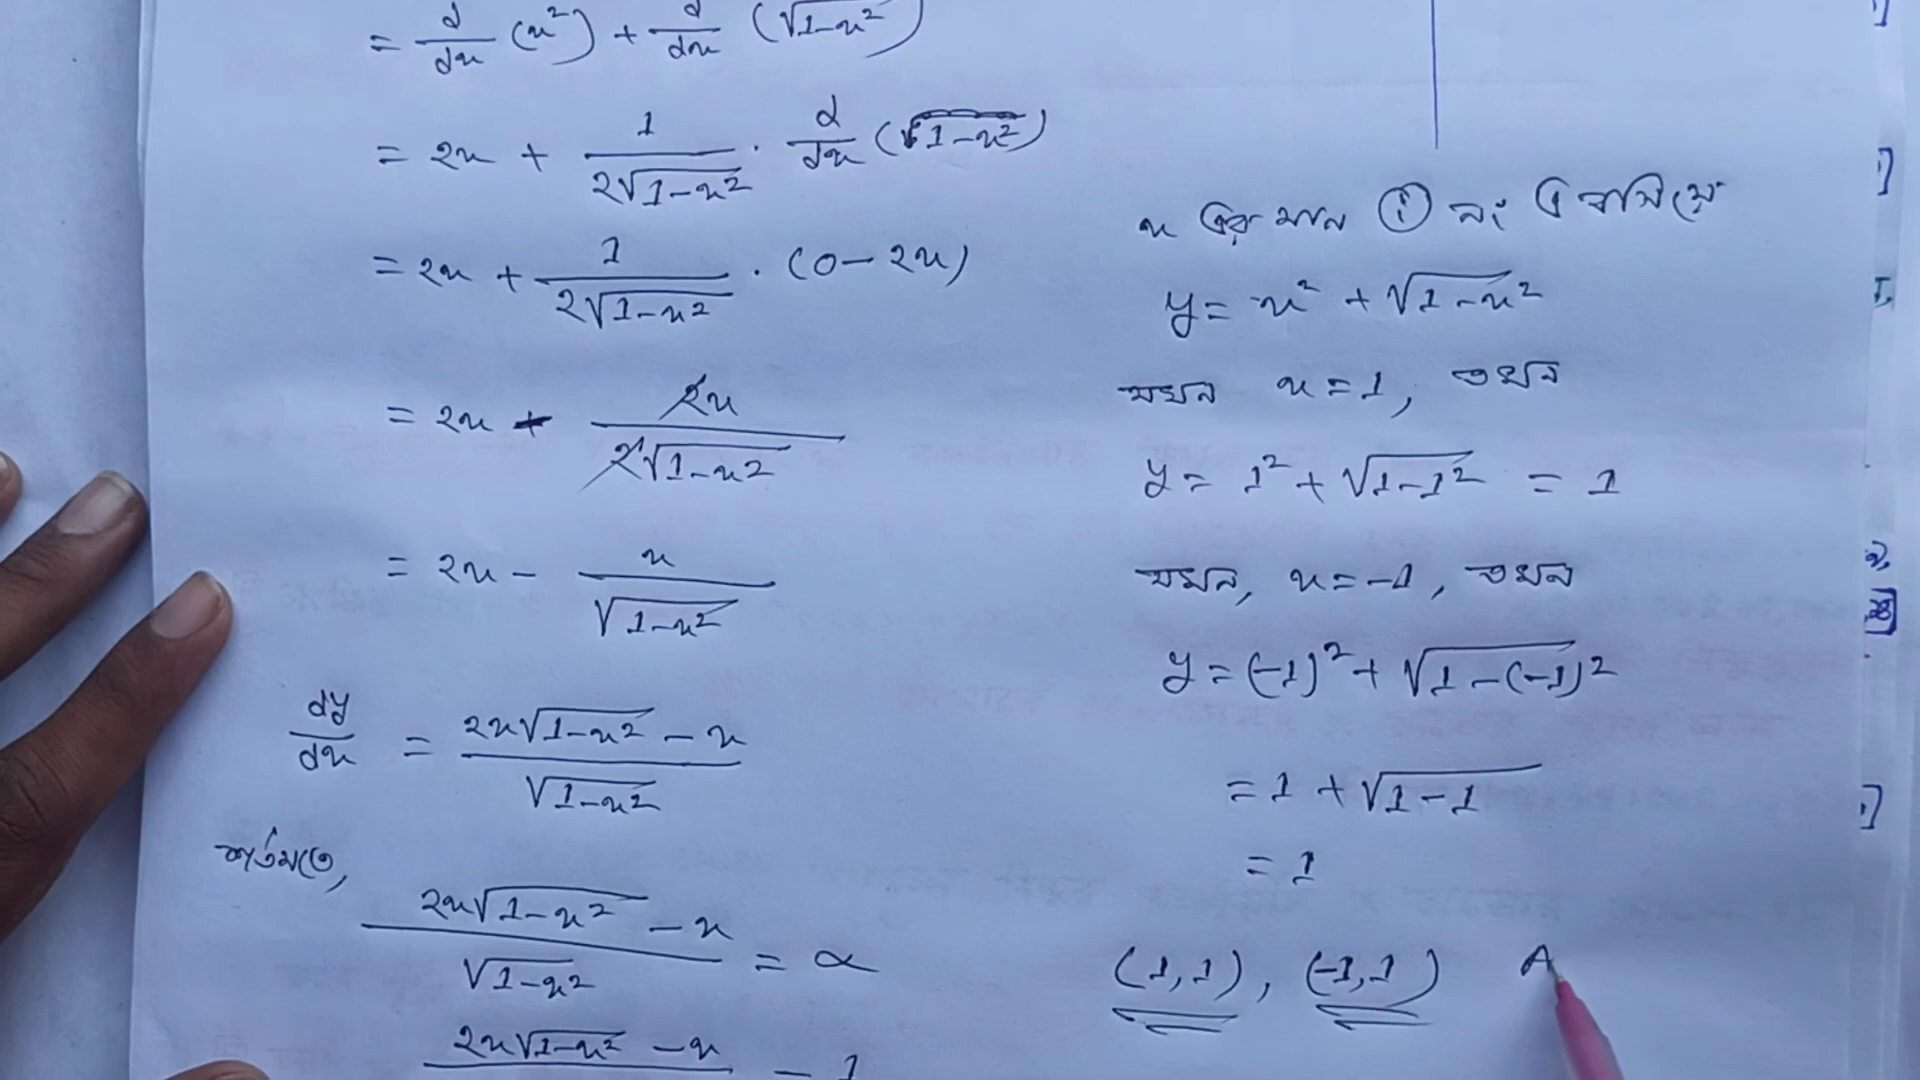 = d/dx (x²) + d/dx (√1-x²)
= 2x + 1/2√1-x² · d/dx (√1-x²)
= 2x + 1/2√1-x² · (0-2x)
= 2x - 2x/2√1-x²
= 2x - x/√1-x²
dy/dx = 2x√1-x² - x/√1-x²
শর্তমতে,
2x√1-x² - x/√1-x² = ∝
2x√1-x² - x
x এর মান ⓘ নং এ বসিয়ে
y = x² + √1-x²
যখন x = 1, তখন
y = 1² + √1-1² = 1
যখন, x = -1, তখন
y = (-1)² + √1-(-1)²
= 1 + √1-1
= 1
(1,1), (-1,1) A